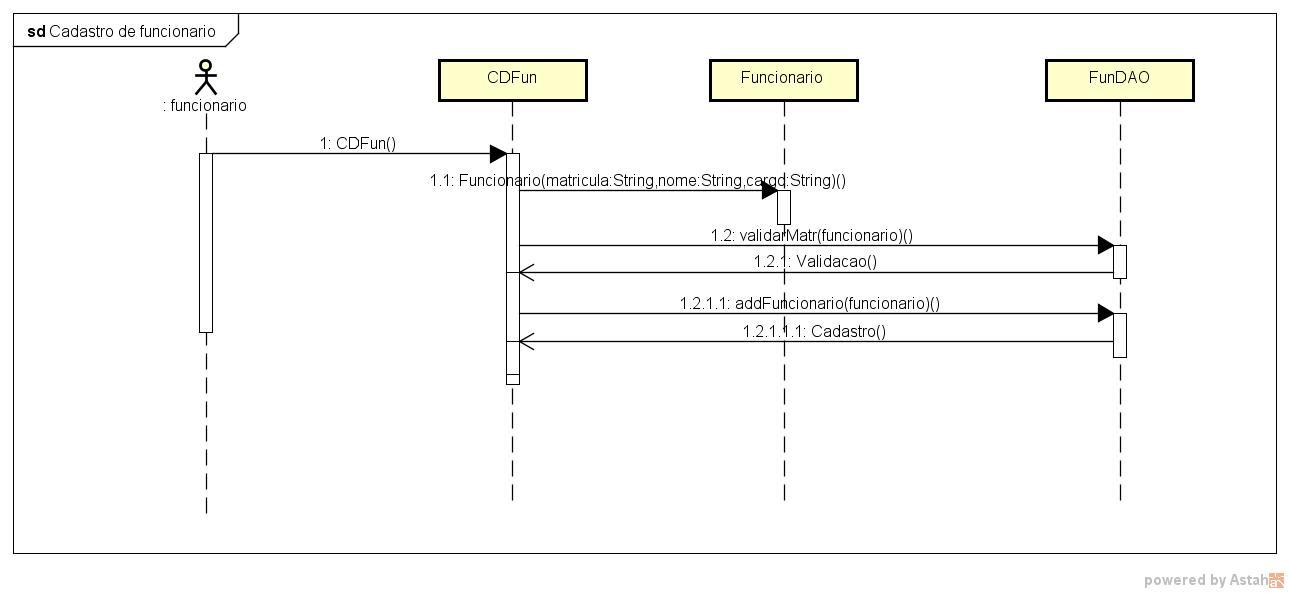 sd Cadastro de funcionario
: funcionario
CDFun
Funcionario
FunDAO
1: CDFun()
1.1: Funcionario(matricula:String,nome:String,cargo:String)()
1.2: validarMatr(funcionario)()
1.2.1: Validacao()
1.2.1.1: addFuncionario(funcionario)()
1.2.1.1.1: Cadastro()
powered by Astah